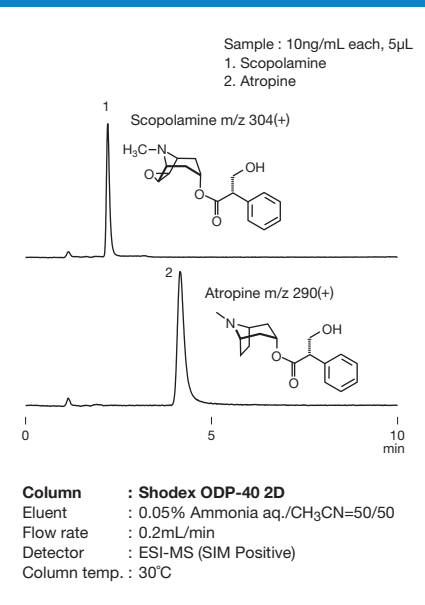 Sample : 10ng/mL each, 5µL
1. Scopolamine
2. Atropine
1
Scopolamine m/z 304(+)
H₃C–N
OH
O
O
O
2
Atropine m/z 290(+)
N
OH
O
O
0
5
10
min
Column : Shodex ODP-40 2D
Eluent : 0.05% Ammonia aq./CH₃CN=50/50
Flow rate : 0.2mL/min
Detector : ESI-MS (SIM Positive)
Column temp. : 30°C